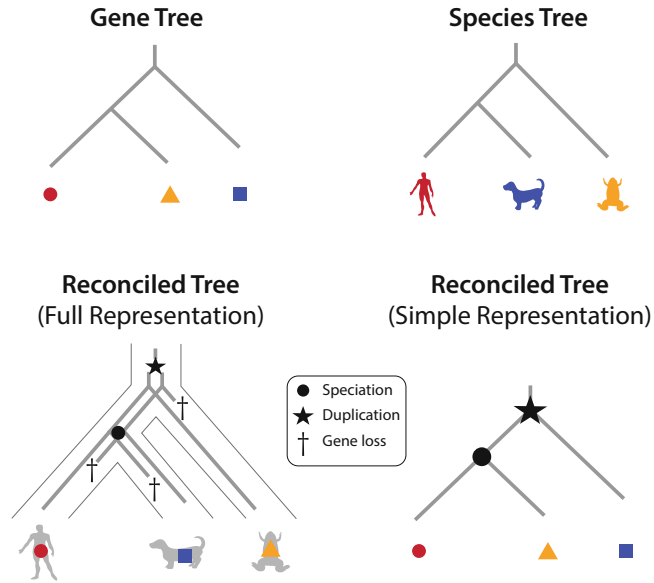 Gene Tree
Species Tree
Reconciled Tree
(Full Representation)
Reconciled Tree
(Simple Representation)
Speciation
Duplication
Gene loss